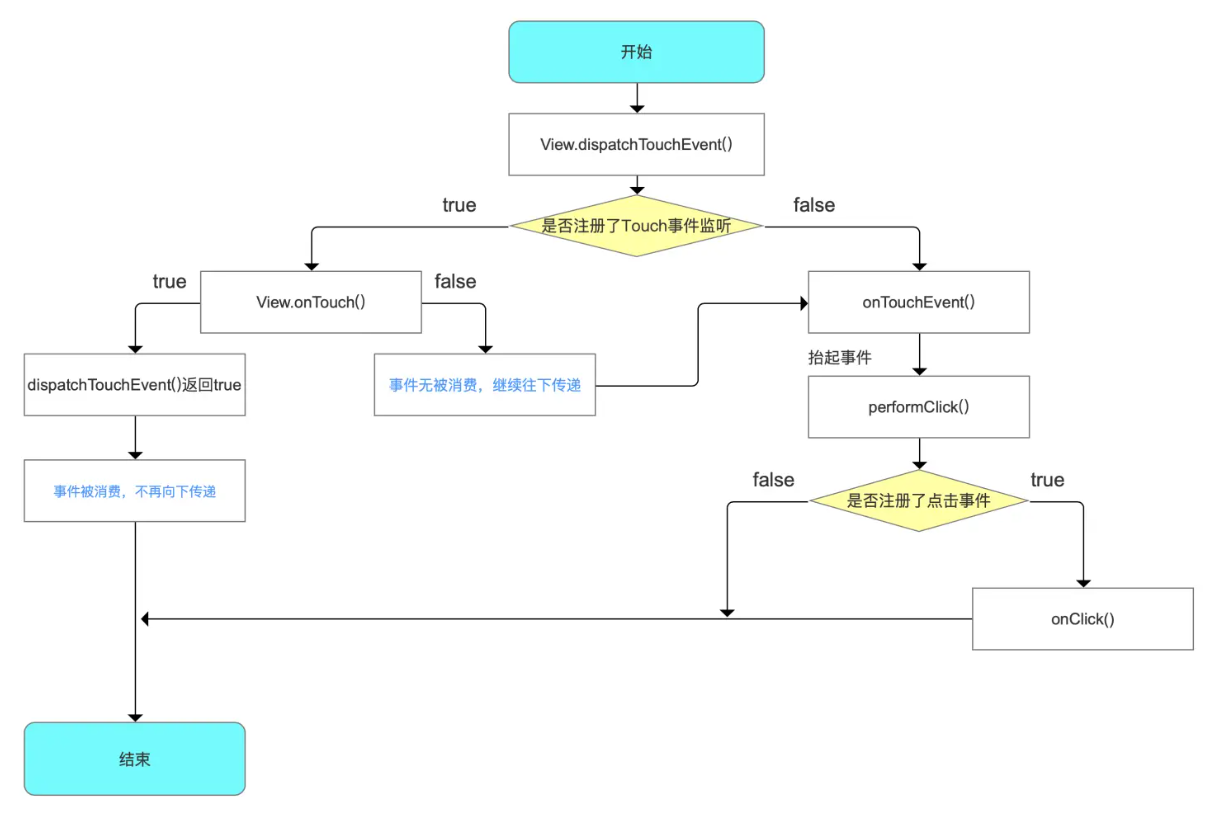 开始
View.dispatchTouchEvent()
true
false
是否注册了Touch事件监听
true
View.onTouch()
false
onTouchEvent()
抬起事件
dispatchTouchEvent()返回true
事件无被消费，继续往下传递
performClick()
事件被消费，不再向下传递
false
是否注册了点击事件
true
onClick()
结束